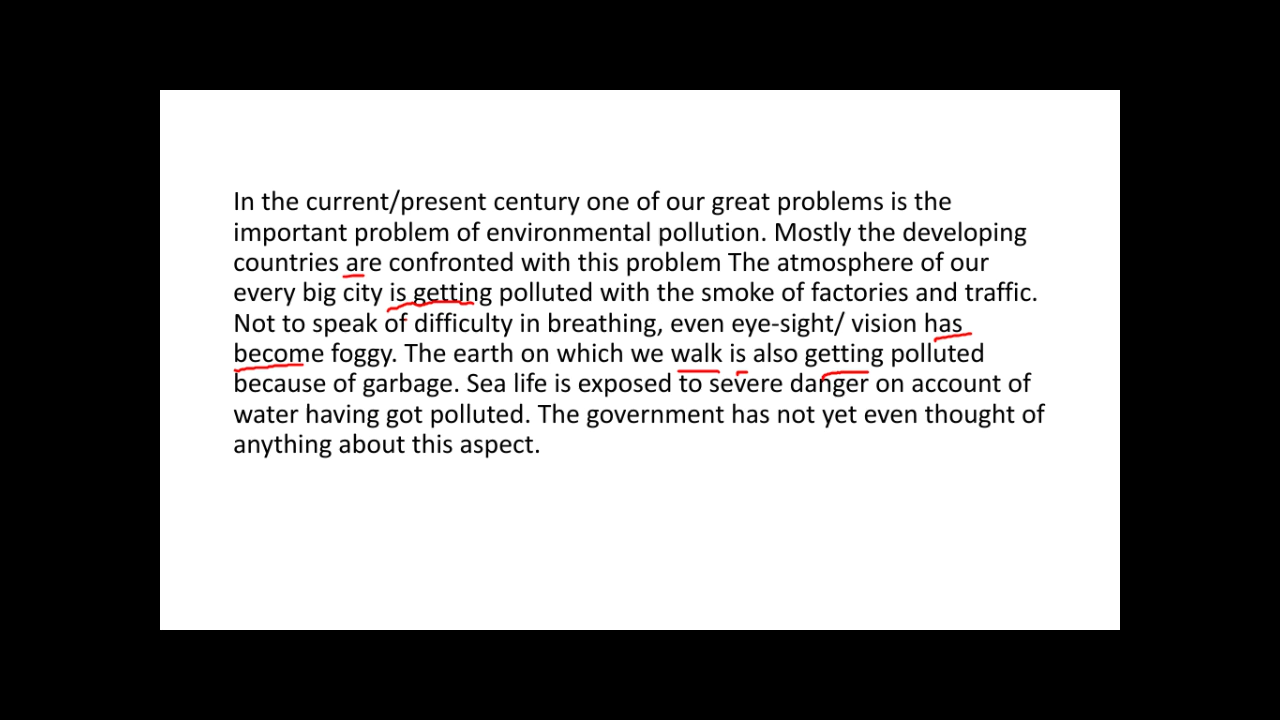 In the current/present century one of our great problems is the
important problem of environmental pollution. Mostly the developing
countries are confronted with this problem The atmosphere of our
every big city is getting polluted with the smoke of factories and traffic.
Not to speak of difficulty in breathing, even eye-sight/ vision has
become foggy. The earth on which we walk is also getting polluted
because of garbage. Sea life is exposed to severe danger on account of
water having got polluted. The government has not yet even thought of
anything about this aspect.